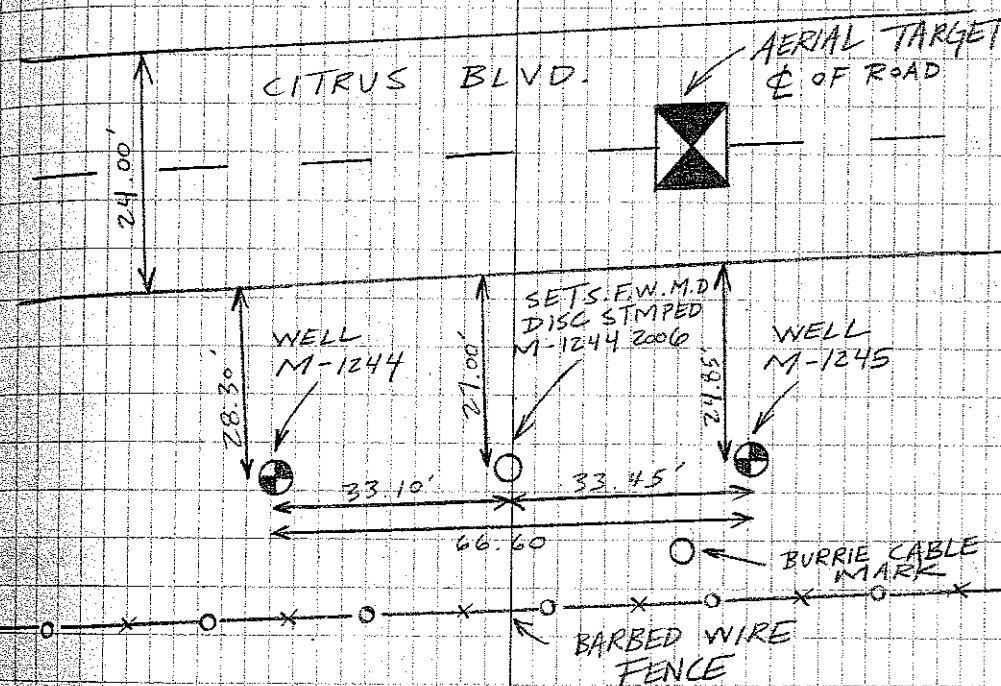 AERIAL TARGET
℄ OF ROAD
CITRUS BLVD.
24.00'
SET S.F.W.M.D
DISC STMPED
M-1244 2006
WELL
M-1244
WELL
M-1245
28.30'
27.00'
27.85'
33.10'
33.45'
66.60
BURRIE CABLE
MARK
BARBED WIRE
FENCE